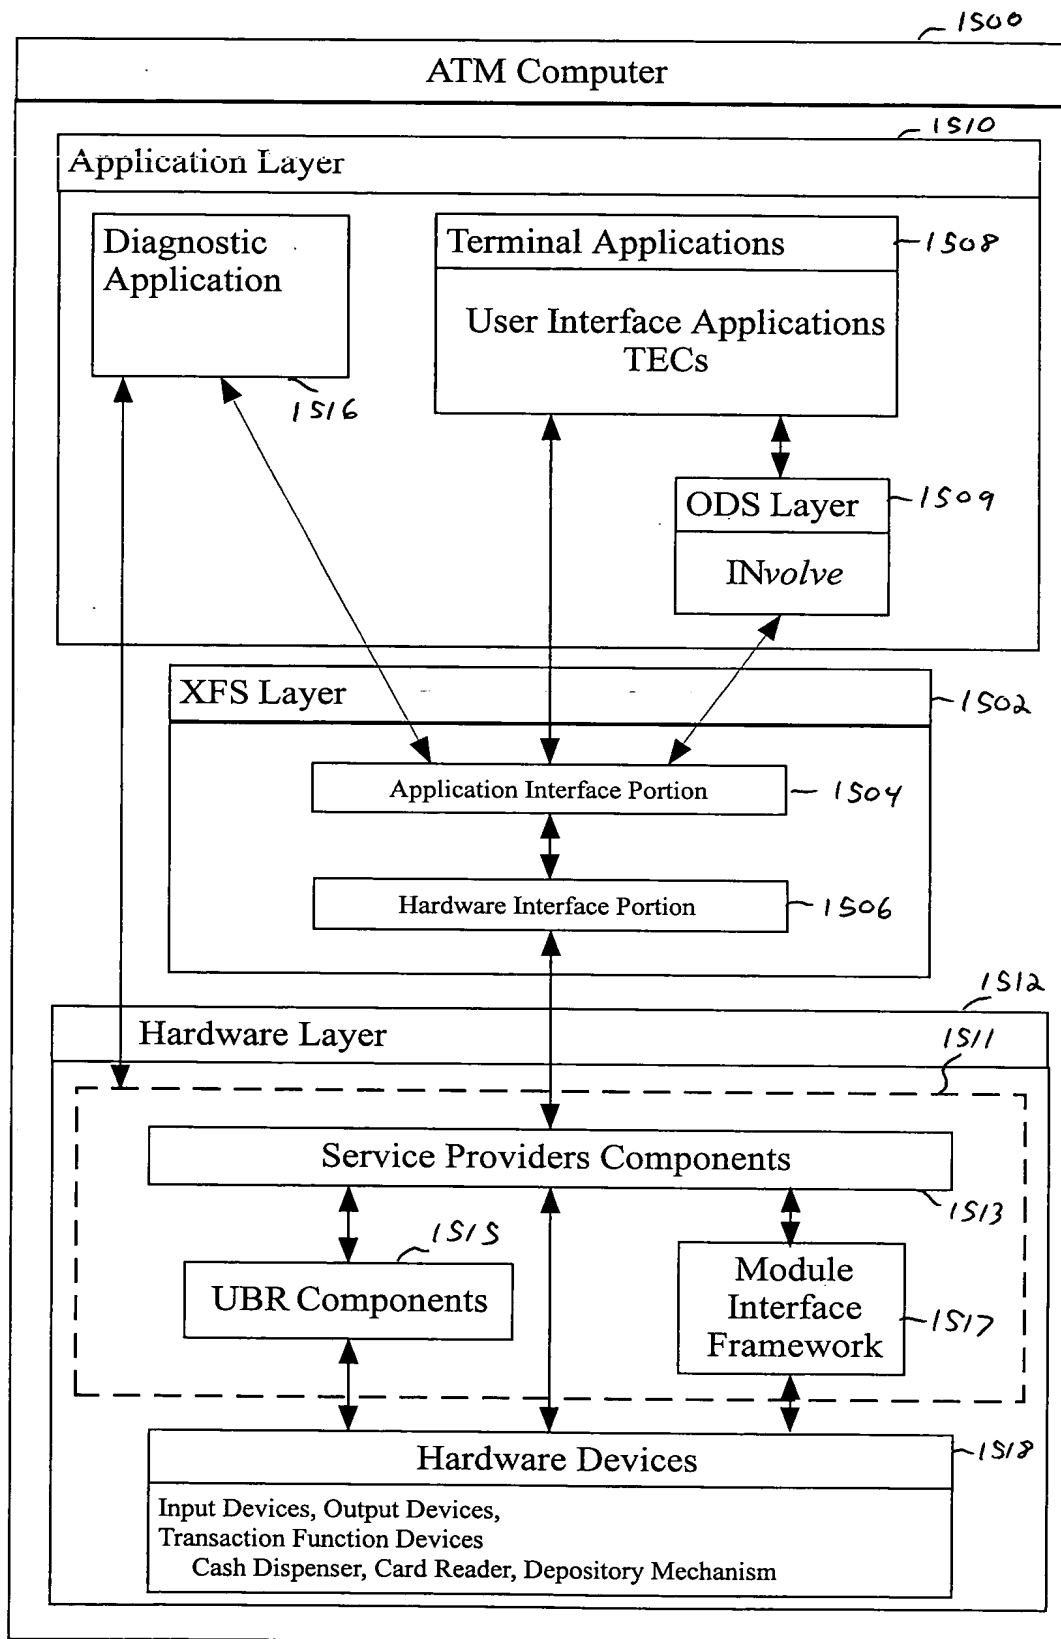 1500
ATM Computer
1510
Application Layer
Diagnostic
Application
1516
Terminal Applications
1508
User Interface Applications
TECs
ODS Layer
1509
INvolve
XFS Layer
1502
Application Interface Portion
1504
Hardware Interface Portion
1506
1512
Hardware Layer
1511
Service Providers Components
1513
1515
UBR Components
Module
Interface
Framework
1517
Hardware Devices
1518
Input Devices, Output Devices,
Transaction Function Devices
Cash Dispenser, Card Reader, Depository Mechanism